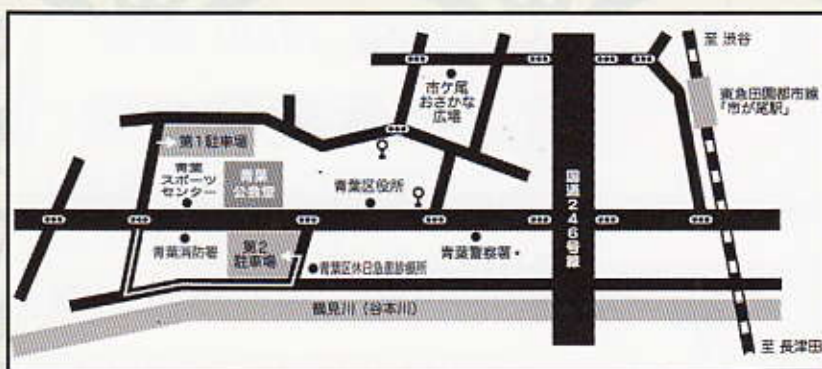 至 渋谷
東急田園都市線
「市が尾駅」
市ケ尾
おさかな
広場
第1駐車場
青葉
スポーツ
センター
青葉
公会堂
青葉区役所
国道246号線
青葉消防署
第2
駐車場
青葉区休日急患診療所
青葉警察署
鶴見川（谷本川）
至 長津田